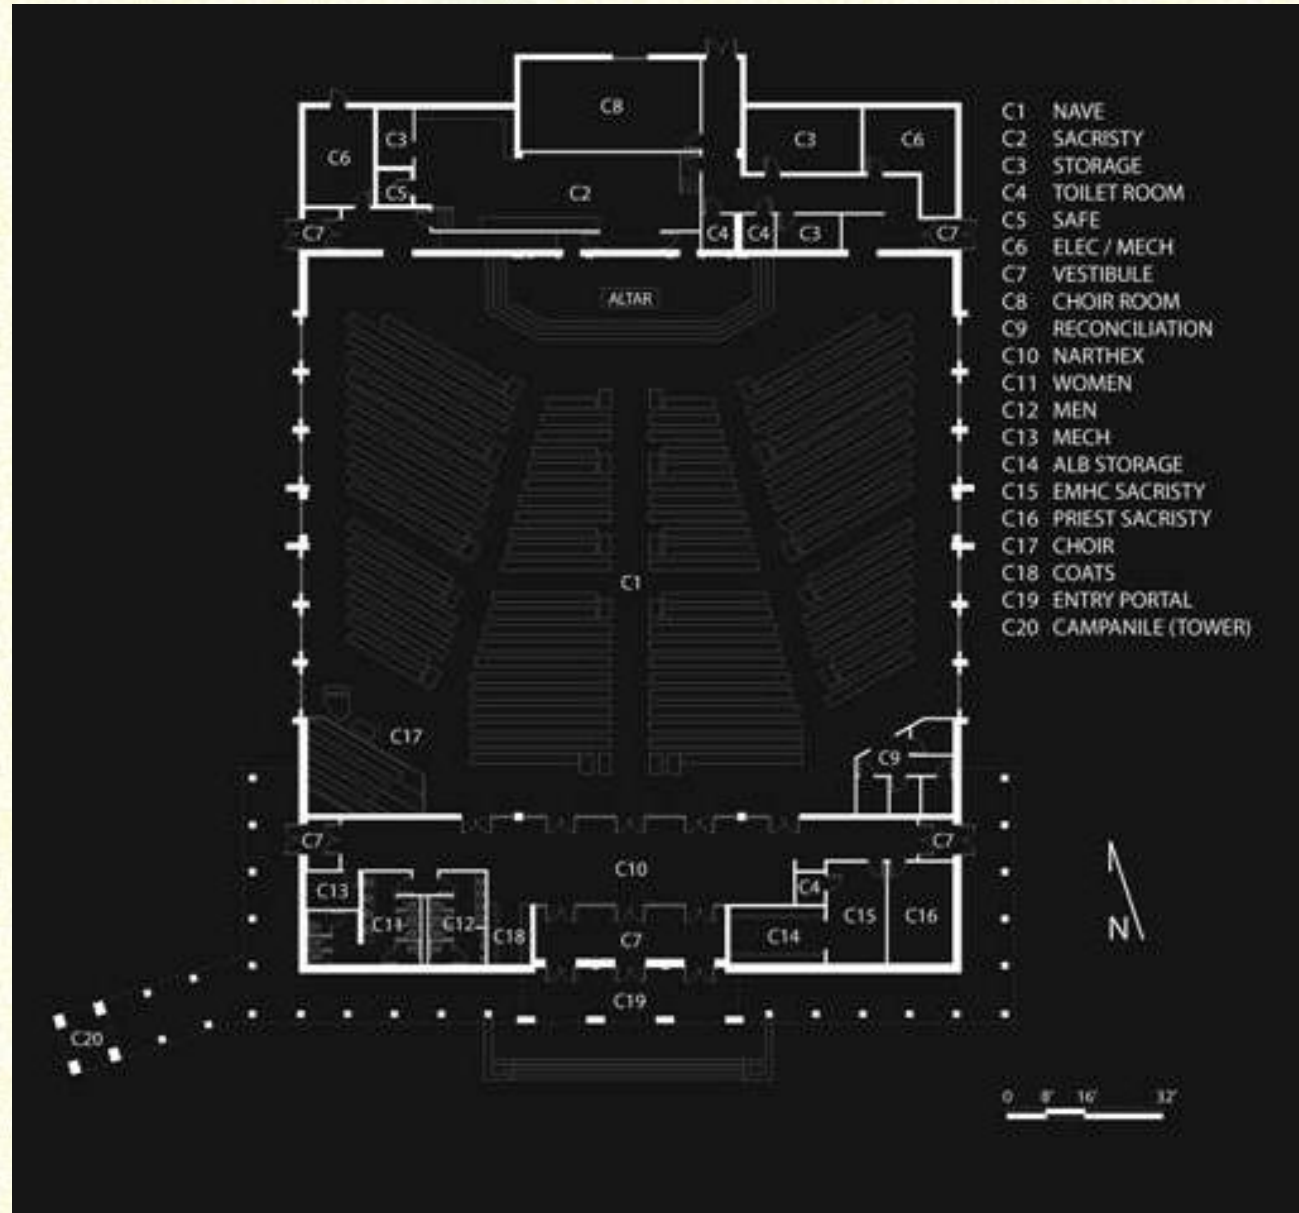 C8
C3
C3
C6
C6
C5
C2
C7
C4
C4
C3
C7
ALTAR
C1
C17
C9
C7
C7
C10
C13
C4
C11
C12
C18
C7
C14
C15
C16
C19
C20
C1 NAVE
C2 SACRISTY
C3 STORAGE
C4 TOILET ROOM
C5 SAFE
C6 ELEC / MECH
C7 VESTIBULE
C8 CHOIR ROOM
C9 RECONCILIATION
C10 NARTHEX
C11 WOMEN
C12 MEN
C13 MECH
C14 ALB STORAGE
C15 EMHC SACRISTY
C16 PRIEST SACRISTY
C17 CHOIR
C18 COATS
C19 ENTRY PORTAL
C20 CAMPANILE (TOWER)
N
0 8' 16' 32'